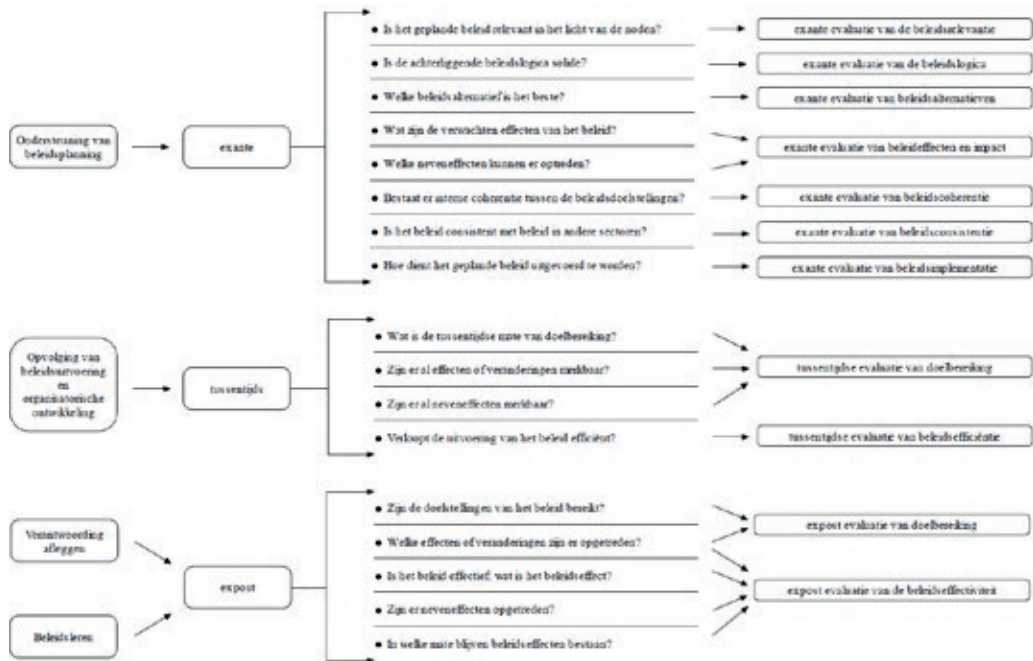 Ondersteuning van
beleidsplanning
exante
• Is het geplande beleid relevant in het licht van de noden?
• Is de achterliggende beleidslogica solide?
• Welke beleidsalternatief is het beste?
• Wat zijn de verwachten effecten van het beleid?
• Welke neveneffecten kunnen er optreden?
• Bestaat er interne coherentie tussen de beleidsdoelstellingen?
• Is het beleid consistent met beleid in andere sectoren?
• Hoe dient het geplande beleid uitgevoerd te worden?
exante evaluatie van de beleidsrelevantie
exante evaluatie van de beleidslogica
exante evaluatie van beleidsalternatieven
exante evaluatie van beleideffecten en impact
exante evaluatie van beleidscoherentie
exante evaluatie van beleidsconsistentie
exante evaluatie van beleidsimplementatie
Opvolging van
beleidsuitvoering
en
organisatorische
ontwikkeling
tussentijds
• Wat is de tussentijdse mate van doelbereiking?
• Zijn er al effecten of veranderingen merkbaar?
• Zijn er al neveneffecten merkbaar?
• Verloopt de uitvoering van het beleid efficiënt?
tussentijdse evaluatie van doelbereiking
tussentijdse evaluatie van beleidsefficiëntie
Verantwoording
afleggen
Beleidsleren
expost
• Zijn de doelstellingen van het beleid bereikt?
• Welke effecten of veranderingen zijn er opgetreden?
• Is het beleid effectief, wat is het beleidseffect?
• Zijn er neveneffecten opgetreden?
• In welke mate blijven beleidseffecten bestaan?
expost evaluatie van doelbereiking
expost evaluatie van de beleidseffectiviteit